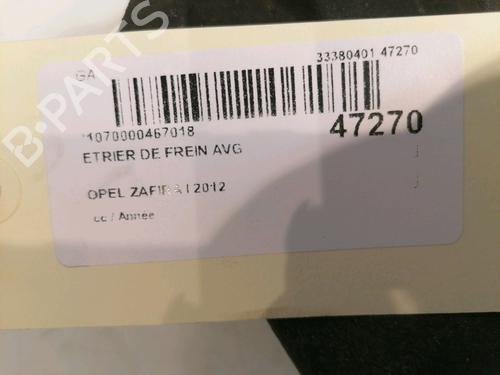 GA
33380401 47270
*1070000467018
47270
ETRIER DE FREIN AVG
OPEL ZAFIRA I 2012
cc / Année
B-PARTS